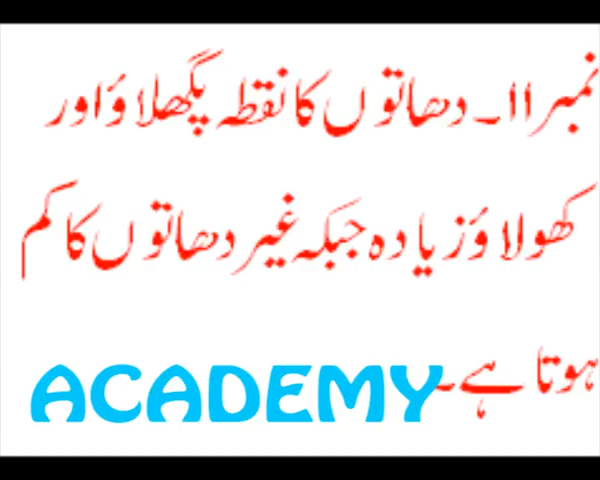 نمبر ۱۱۔ دھاتوں کا نقطہ پگھلاؤ اور
کھولاؤ زیادہ جبکہ غیر دھاتوں کا کم
ہوتا ہے۔
ACADEMY